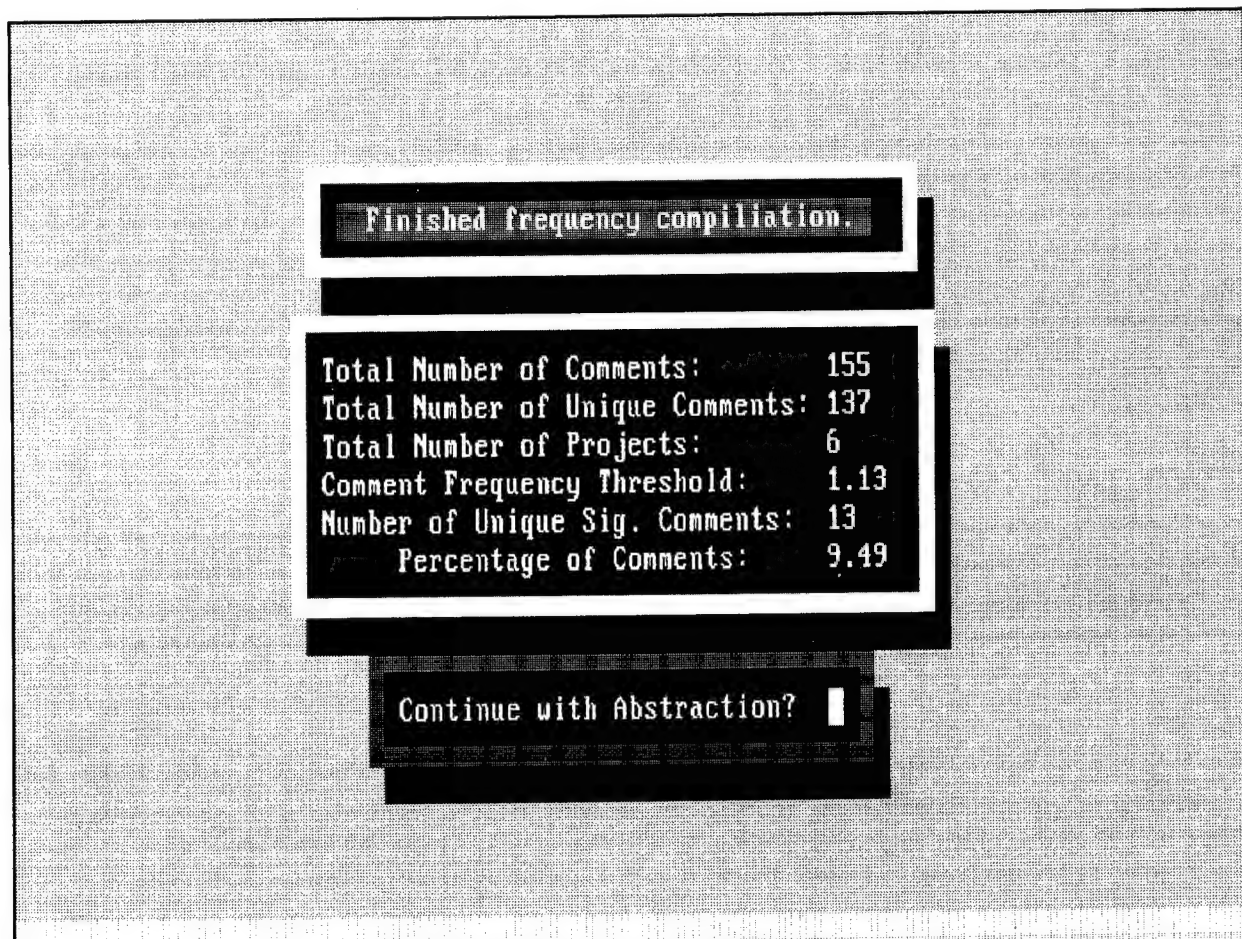 Finished frequency compiliation.
Total Number of Comments: 155
Total Number of Unique Comments: 137
Total Number of Projects: 6
Comment Frequency Threshold: 1.13
Number of Unique Sig. Comments: 13
Percentage of Comments: 9.49
Continue with Abstraction?